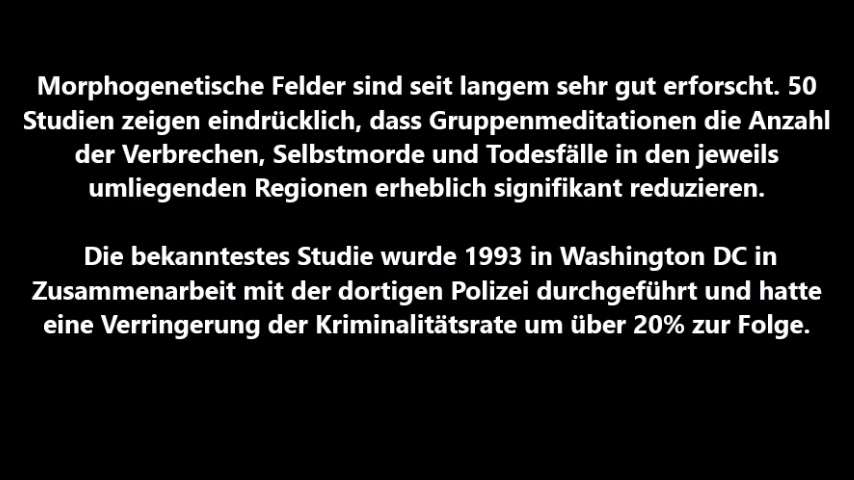 Morphogenetische Felder sind seit langem sehr gut erforscht. 50
Studien zeigen eindrücklich, dass Gruppenmeditationen die Anzahl
der Verbrechen, Selbstmorde und Todesfälle in den jeweils
umliegenden Regionen erheblich signifikant reduzieren.
Die bekanntestes Studie wurde 1993 in Washington DC in
Zusammenarbeit mit der dortigen Polizei durchgeführt und hatte
eine Verringerung der Kriminalitätsrate um über 20% zur Folge.